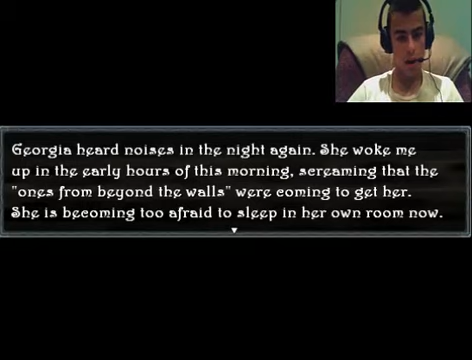 Georgia heard noises in the night again. She woke me
up in the early hours of this morning, screaming that the
"ones from beyond the walls" were coming to get her.
She is becoming too afraid to sleep in her own room now.